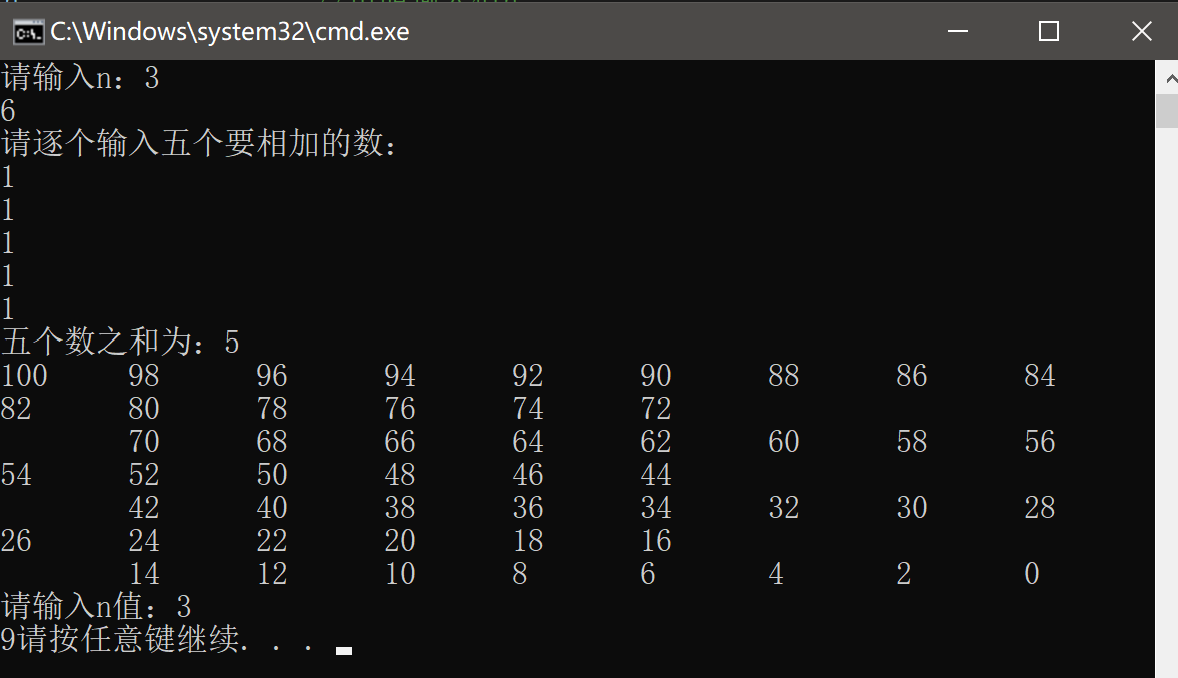 C:\Windows\system32\cmd.exe
请输入n：3
6
请逐个输入五个要相加的数：
1
1
1
1
1
五个数之和为：5
100 98 96 94 92 90 88 86 84
82 80 78 76 74 72
70 68 66 64 62 60 58 56
54 52 50 48 46 44
42 40 38 36 34 32 30 28
26 24 22 20 18 16
14 12 10 8 6 4 2 0
请输入n值：3
9请按任意键继续. . .